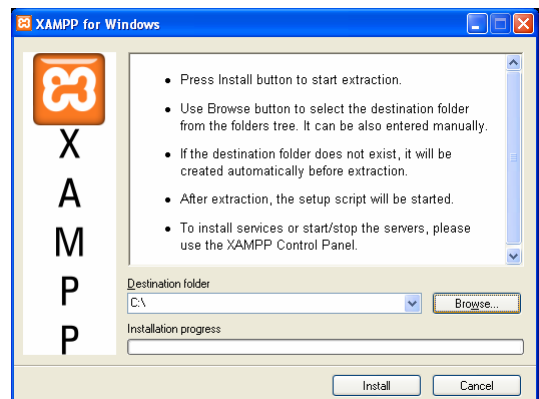 XAMPP for Windows
X
A
M
P
P
• Press Install button to start extraction.
• Use Browse button to select the destination folder
from the folders tree. It can be also entered manually.
• If the destination folder does not exist, it will be
created automatically before extraction.
• After extraction, the setup script will be started.
• To install services or start/stop the servers, please
use the XAMPP Control Panel.
Destination folder
C:\
Browse...
Installation progress
Install
Cancel